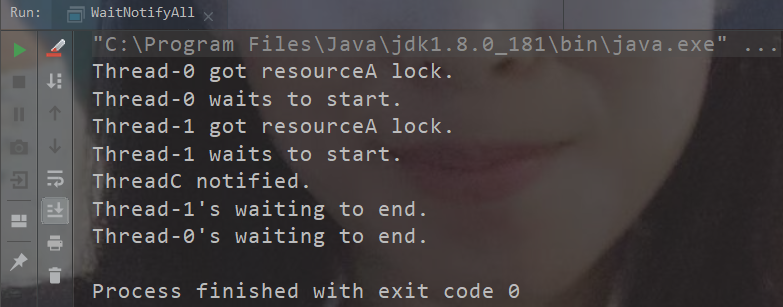 Run: WaitNotifyAll
"C:\Program Files\Java\jdk1.8.0_181\bin\java.exe" ...
Thread-0 got resourceA lock.
Thread-0 waits to start.
Thread-1 got resourceA lock.
Thread-1 waits to start.
ThreadC notified.
Thread-1's waiting to end.
Thread-0's waiting to end.
Process finished with exit code 0